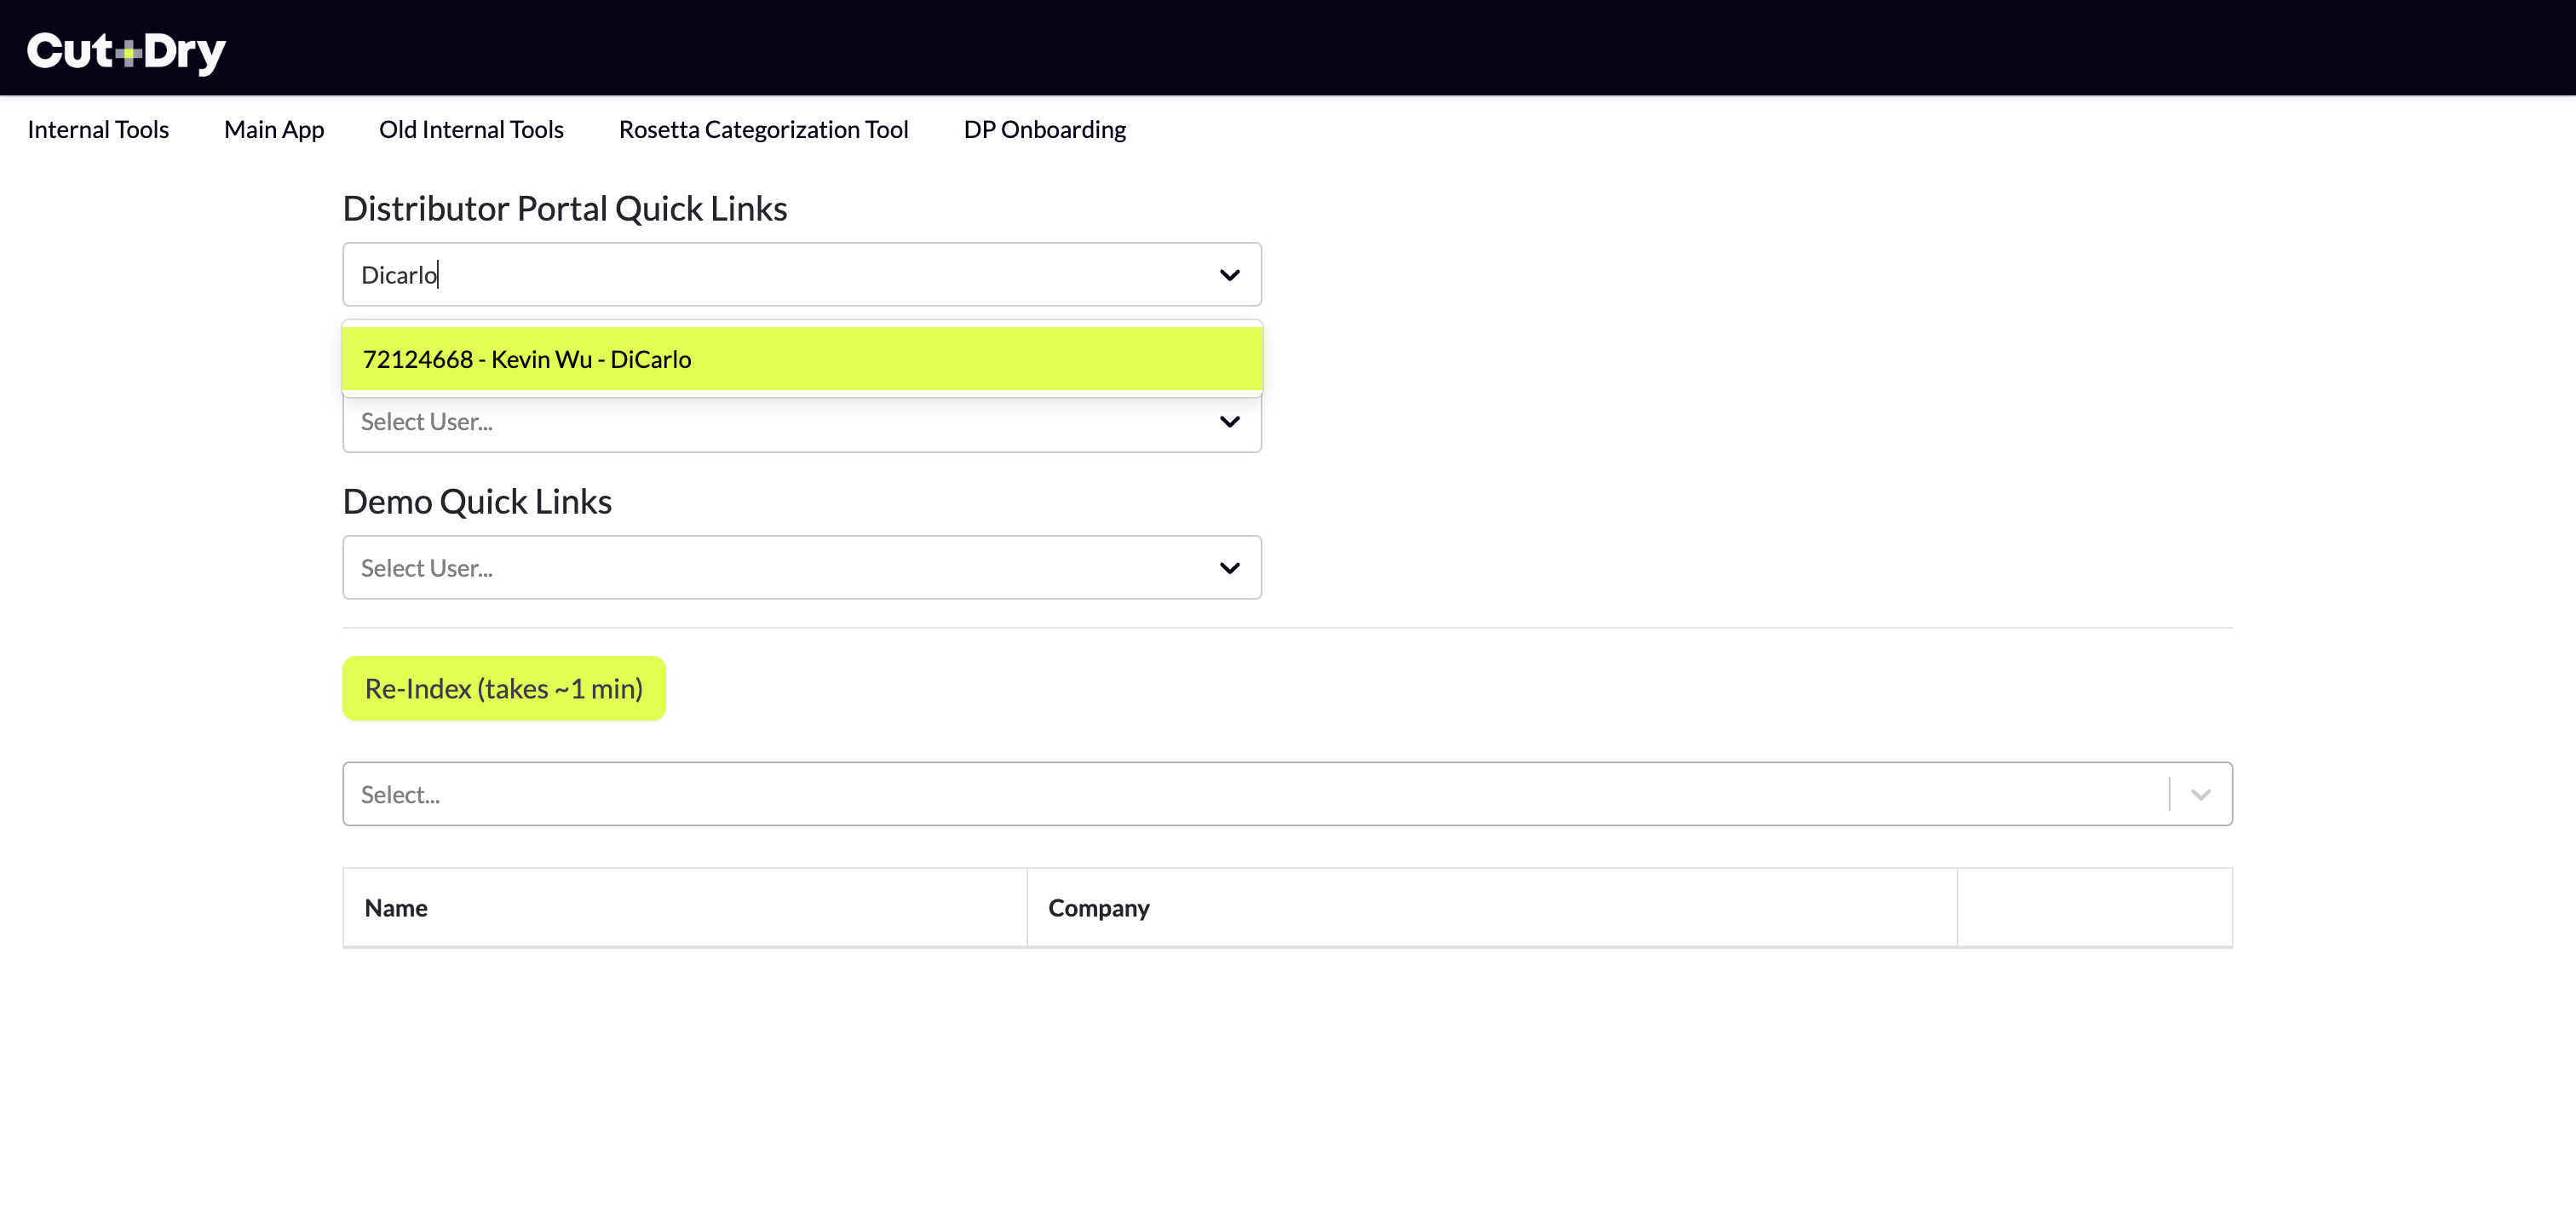 Cut+Dry
Internal Tools Main App Old Internal Tools Rosetta Categorization Tool DP Onboarding
Distributor Portal Quick Links
Dicarlo
72124668 - Kevin Wu - DiCarlo
Select User...
Demo Quick Links
Select User...
Re-Index (takes ~1 min)
Select...
Name Company